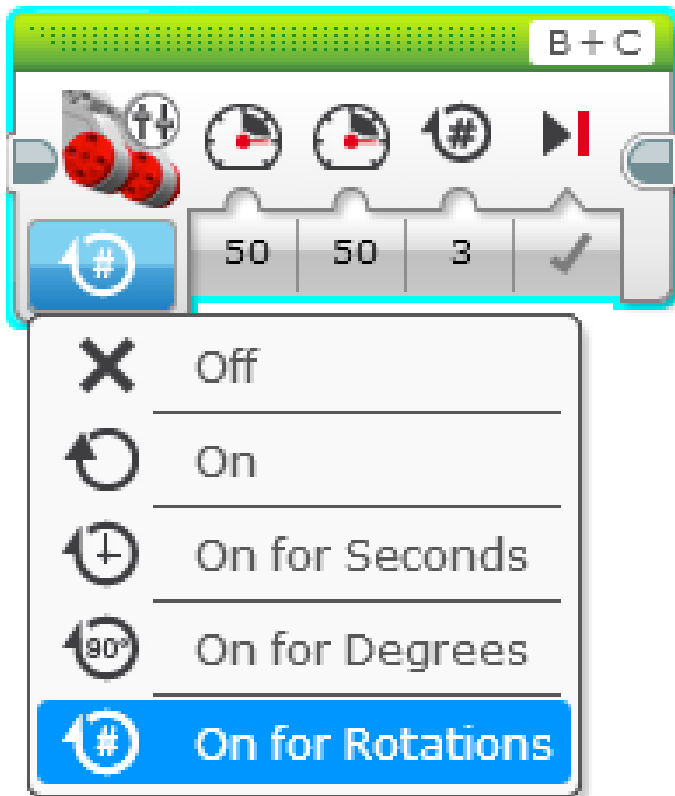 B + C
50 50 3
#
Off
On
On for Seconds
90°
On for Degrees
#
On for Rotations